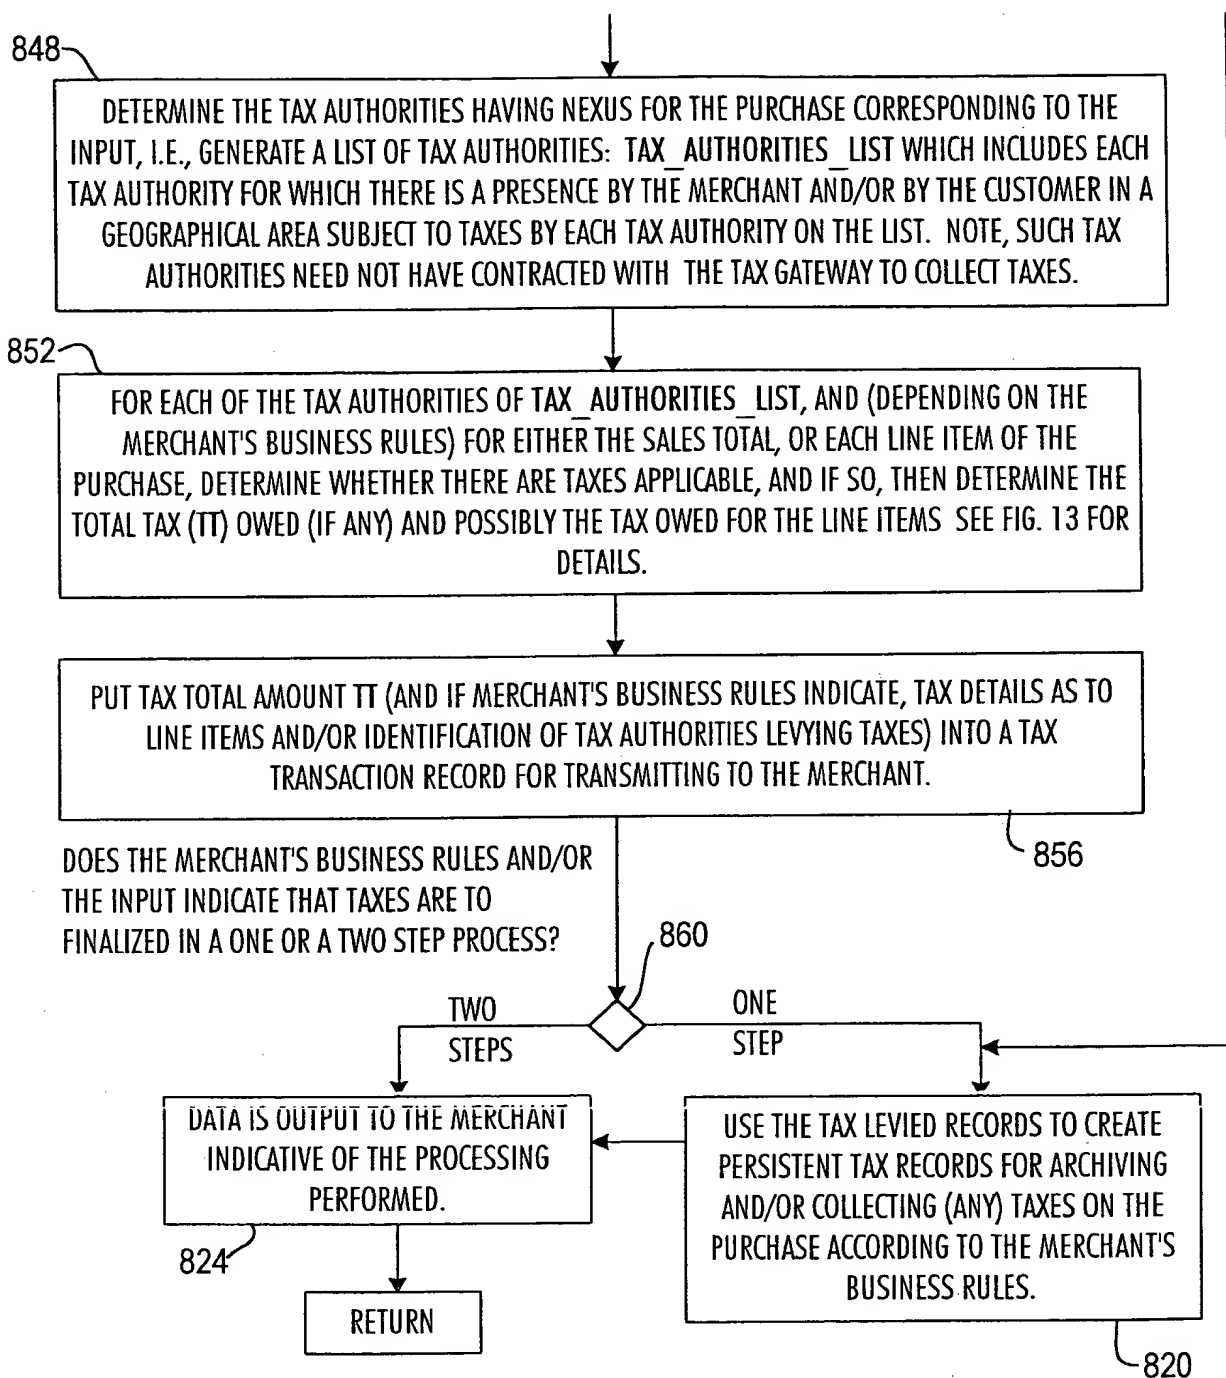 848
DETERMINE THE TAX AUTHORITIES HAVING NEXUS FOR THE PURCHASE CORRESPONDING TO THE
INPUT, I.E., GENERATE A LIST OF TAX AUTHORITIES: TAX_AUTHORITIES_LIST WHICH INCLUDES EACH
TAX AUTHORITY FOR WHICH THERE IS A PRESENCE BY THE MERCHANT AND/OR BY THE CUSTOMER IN A
GEOGRAPHICAL AREA SUBJECT TO TAXES BY EACH TAX AUTHORITY ON THE LIST. NOTE, SUCH TAX
AUTHORITIES NEED NOT HAVE CONTRACTED WITH THE TAX GATEWAY TO COLLECT TAXES.
852
FOR EACH OF THE TAX AUTHORITIES OF TAX_AUTHORITIES_LIST, AND (DEPENDING ON THE
MERCHANT'S BUSINESS RULES) FOR EITHER THE SALES TOTAL, OR EACH LINE ITEM OF THE
PURCHASE, DETERMINE WHETHER THERE ARE TAXES APPLICABLE, AND IF SO, THEN DETERMINE THE
TOTAL TAX (TT) OWED (IF ANY) AND POSSIBLY THE TAX OWED FOR THE LINE ITEMS SEE FIG. 13 FOR
DETAILS.
PUT TAX TOTAL AMOUNT TT (AND IF MERCHANT'S BUSINESS RULES INDICATE, TAX DETAILS AS TO
LINE ITEMS AND/OR IDENTIFICATION OF TAX AUTHORITIES LEVYING TAXES) INTO A TAX
TRANSACTION RECORD FOR TRANSMITTING TO THE MERCHANT.
856
DOES THE MERCHANT'S BUSINESS RULES AND/OR
THE INPUT INDICATE THAT TAXES ARE TO
FINALIZED IN A ONE OR A TWO STEP PROCESS?
860
TWO
STEPS
ONE
STEP
DATA IS OUTPUT TO THE MERCHANT
INDICATIVE OF THE PROCESSING
PERFORMED.
824
RETURN
USE THE TAX LEVIED RECORDS TO CREATE
PERSISTENT TAX RECORDS FOR ARCHIVING
AND/OR COLLECTING (ANY) TAXES ON THE
PURCHASE ACCORDING TO THE MERCHANT'S
BUSINESS RULES.
820